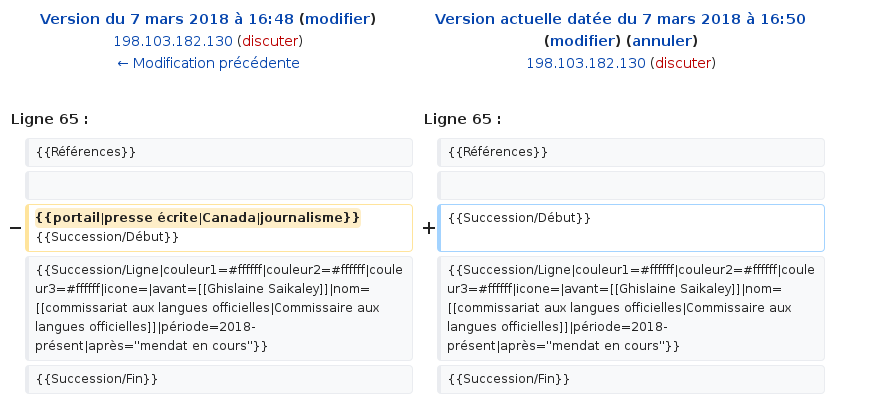 Version du 7 mars 2018 à 16:48 (modifier)
198.103.182.130 (discuter)
← Modification précédente
Version actuelle datée du 7 mars 2018 à 16:50
(modifier) (annuler)
198.103.182.130 (discuter)
Ligne 65 :
Ligne 65 :
{{Références}}
{{Références}}
− {{portail|presse écrite|Canada|journalisme}}
{{Succession/Début}}
+ {{Succession/Début}}
{{Succession/Ligne|couleur1=#ffffff|couleur2=#ffffff|coule
ur3=#ffffff|icone=|avant=[[Ghislaine Saikaley]]|nom=
[[commissariat aux langues officielles|Commissaire aux
langues officielles]]|période=2018-
présent|après="mendat en cours"}}
{{Succession/Ligne|couleur1=#ffffff|couleur2=#ffffff|coule
ur3=#ffffff|icone=|avant=[[Ghislaine Saikaley]]|nom=
[[commissariat aux langues officielles|Commissaire aux
langues officielles]]|période=2018-
présent|après="mendat en cours"}}
{{Succession/Fin}}
{{Succession/Fin}}